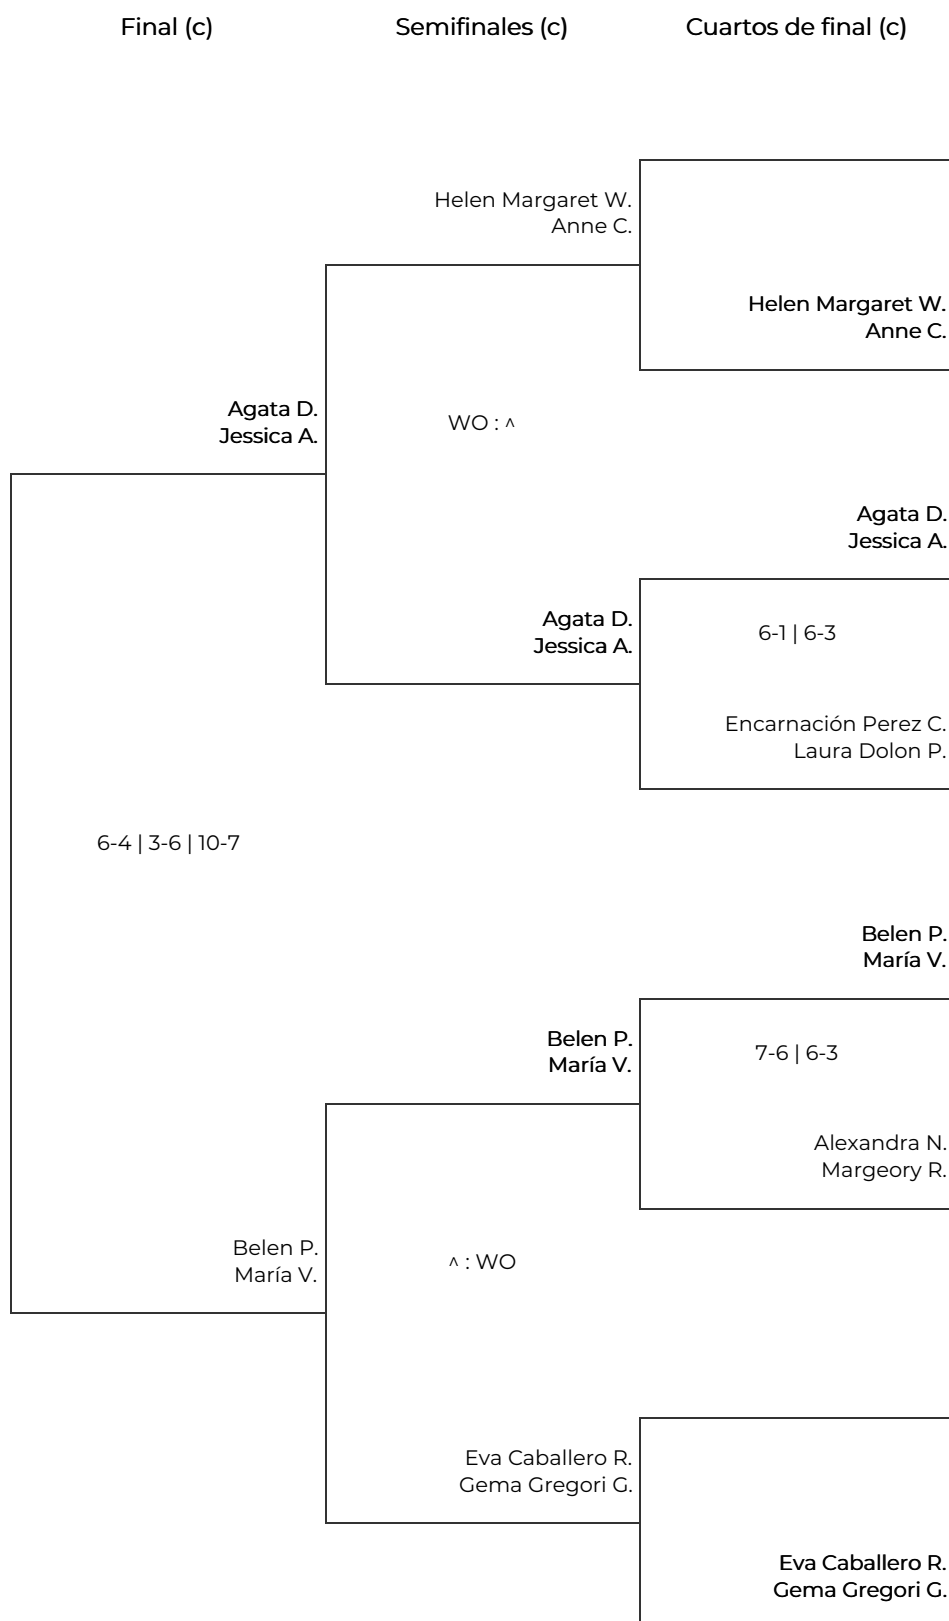 Final (c)
Semifinales (c)
Cuartos de final (c)
Helen Margaret W.
Anne C.
Helen Margaret W.
Anne C.
Agata D.
Jessica A.
WO : ^
Agata D.
Jessica A.
Agata D.
Jessica A.
6-1 | 6-3
Encarnación Perez C.
Laura Dolon P.
6-4 | 3-6 | 10-7
Belen P.
María V.
Belen P.
María V.
7-6 | 6-3
Alexandra N.
Margeory R.
Belen P.
María V.
^ : WO
Eva Caballero R.
Gema Gregori G.
Eva Caballero R.
Gema Gregori G.